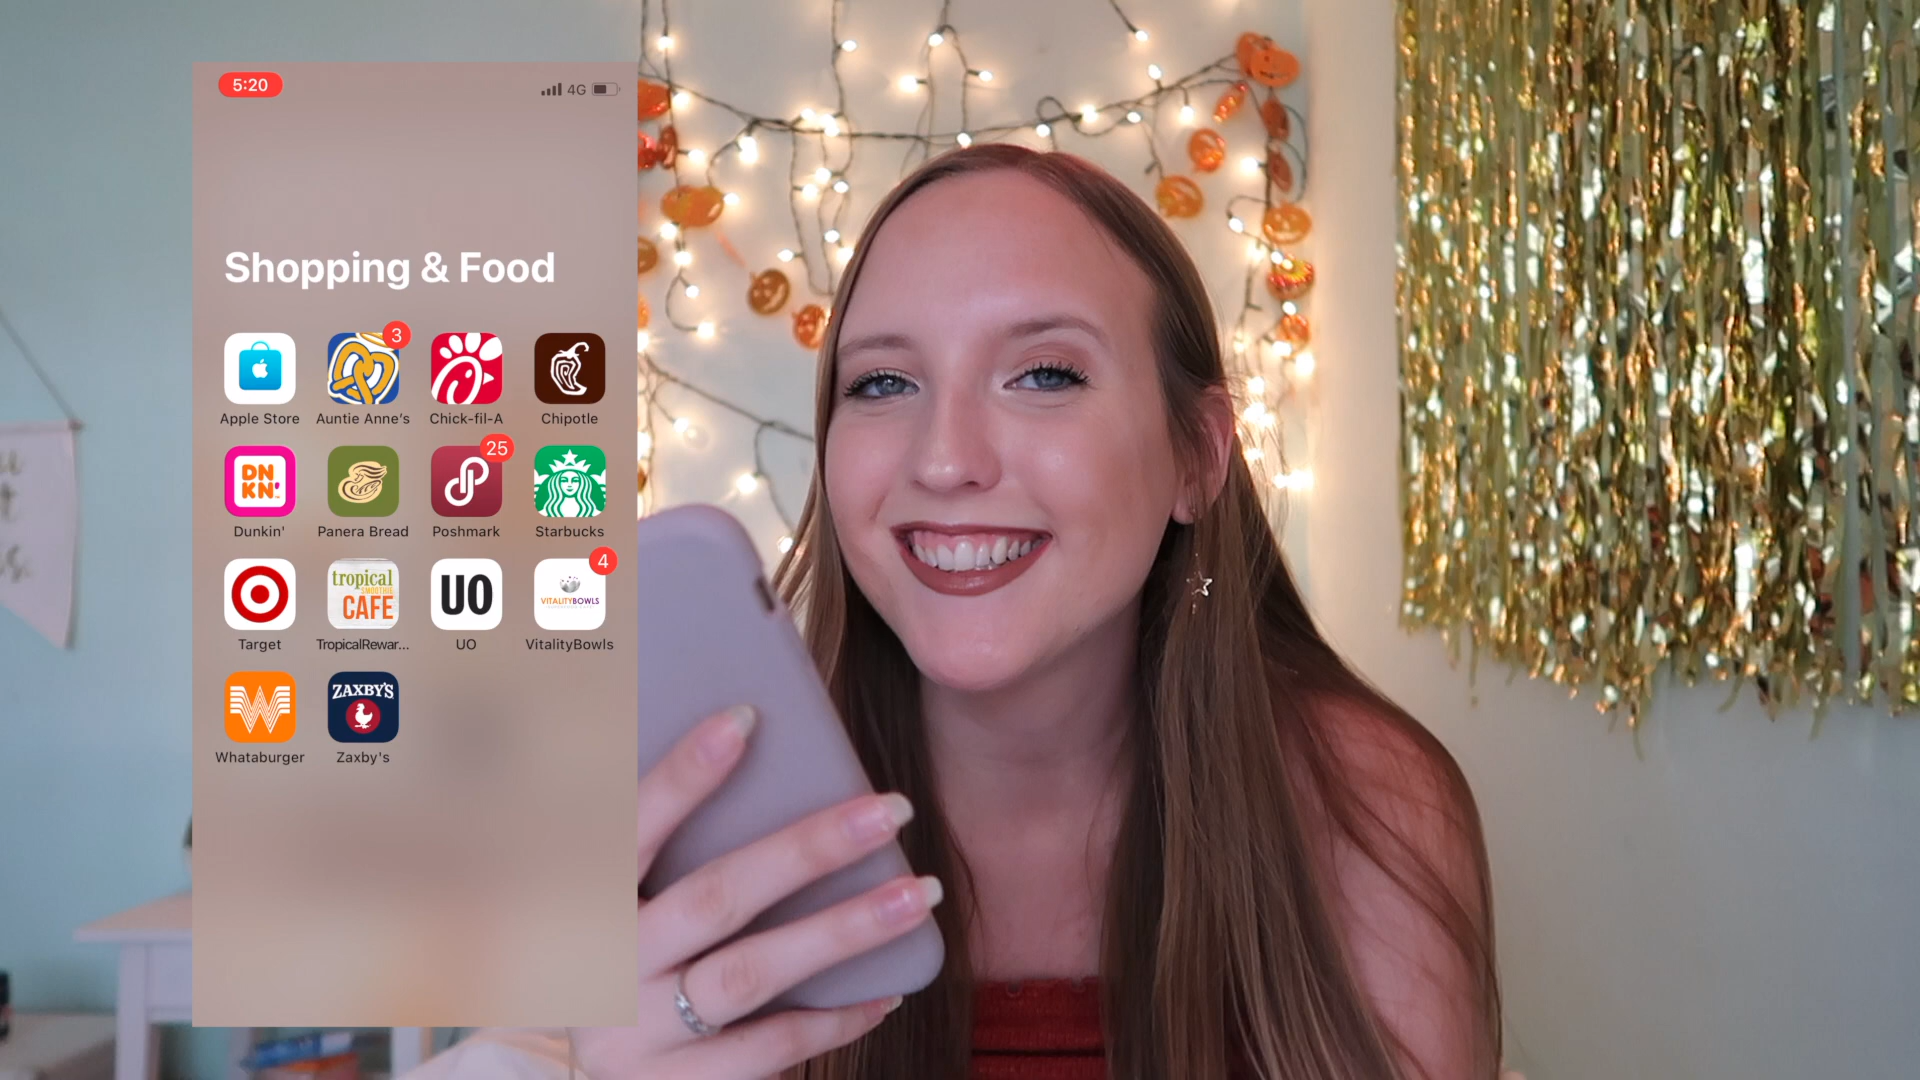 5:20
4G
Shopping & Food
3
Apple Store
Auntie Anne's
Chick-fil-A
Chipotle
25
DN
KN'
Dunkin'
Panera Bread
Poshmark
Starbucks
4
tropical
SMOOTHIE
CAFE
UO
VITALITYBOWLS
Target
TropicalRewar...
UO
VitalityBowls
W
ZAXBY'S
Whataburger
Zaxby's